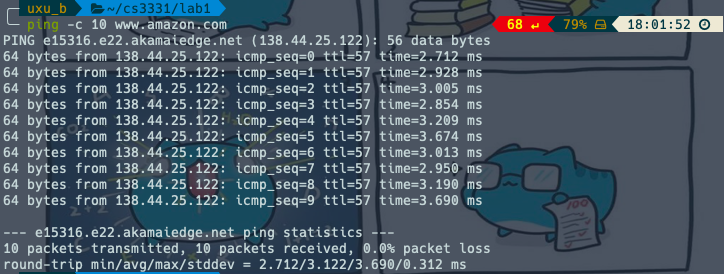 uxu_b ~/cs3331/lab1
ping -c 10 www.amazon.com 68 ↵ 79% 18:01:52
PING e15316.e22.akamaiedge.net (138.44.25.122): 56 data bytes
64 bytes from 138.44.25.122: icmp_seq=0 ttl=57 time=2.712 ms
64 bytes from 138.44.25.122: icmp_seq=1 ttl=57 time=2.928 ms
64 bytes from 138.44.25.122: icmp_seq=2 ttl=57 time=3.005 ms
64 bytes from 138.44.25.122: icmp_seq=3 ttl=57 time=2.854 ms
64 bytes from 138.44.25.122: icmp_seq=4 ttl=57 time=3.209 ms
64 bytes from 138.44.25.122: icmp_seq=5 ttl=57 time=3.674 ms
64 bytes from 138.44.25.122: icmp_seq=6 ttl=57 time=3.013 ms
64 bytes from 138.44.25.122: icmp_seq=7 ttl=57 time=2.950 ms
64 bytes from 138.44.25.122: icmp_seq=8 ttl=57 time=3.190 ms
64 bytes from 138.44.25.122: icmp_seq=9 ttl=57 time=3.690 ms
100
--- e15316.e22.akamaiedge.net ping statistics ---
10 packets transmitted, 10 packets received, 0.0% packet loss
round-trip min/avg/max/stddev = 2.712/3.122/3.690/0.312 ms